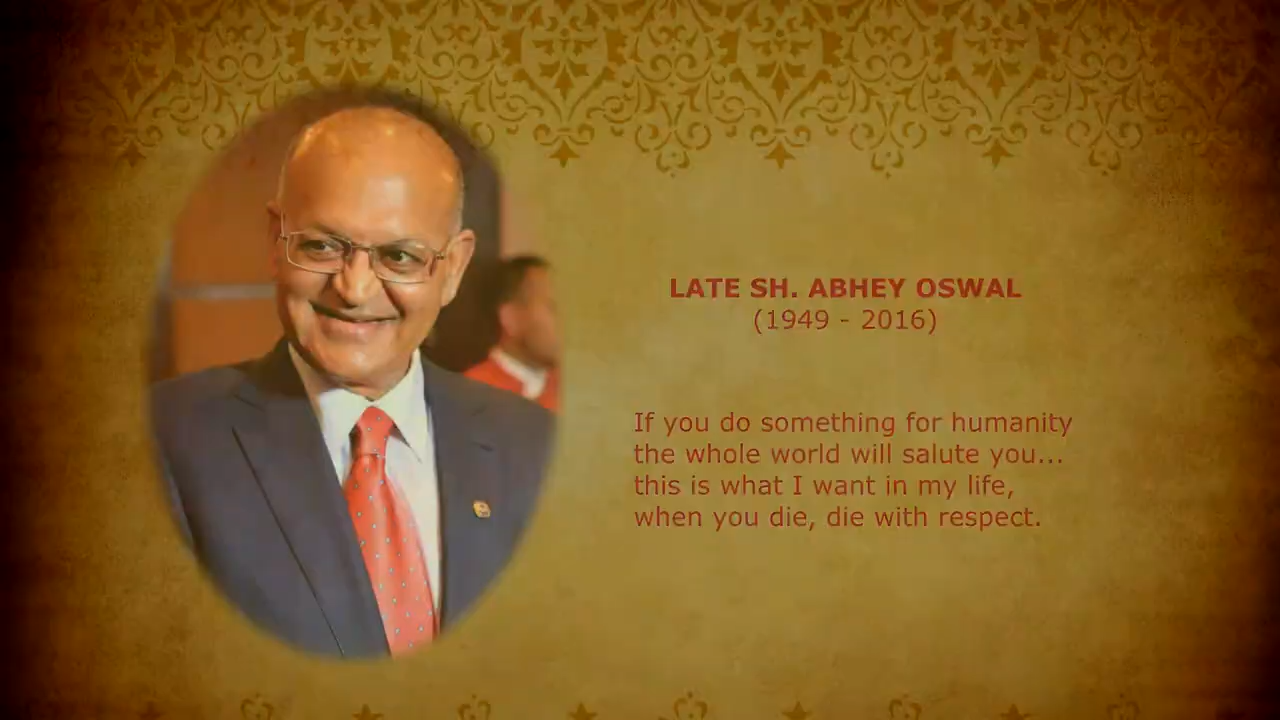 LATE SH. ABHEY OSWAL
(1949 - 2016)
If you do something for humanity
the whole world will salute you...
this is what I want in my life,
when you die, die with respect.